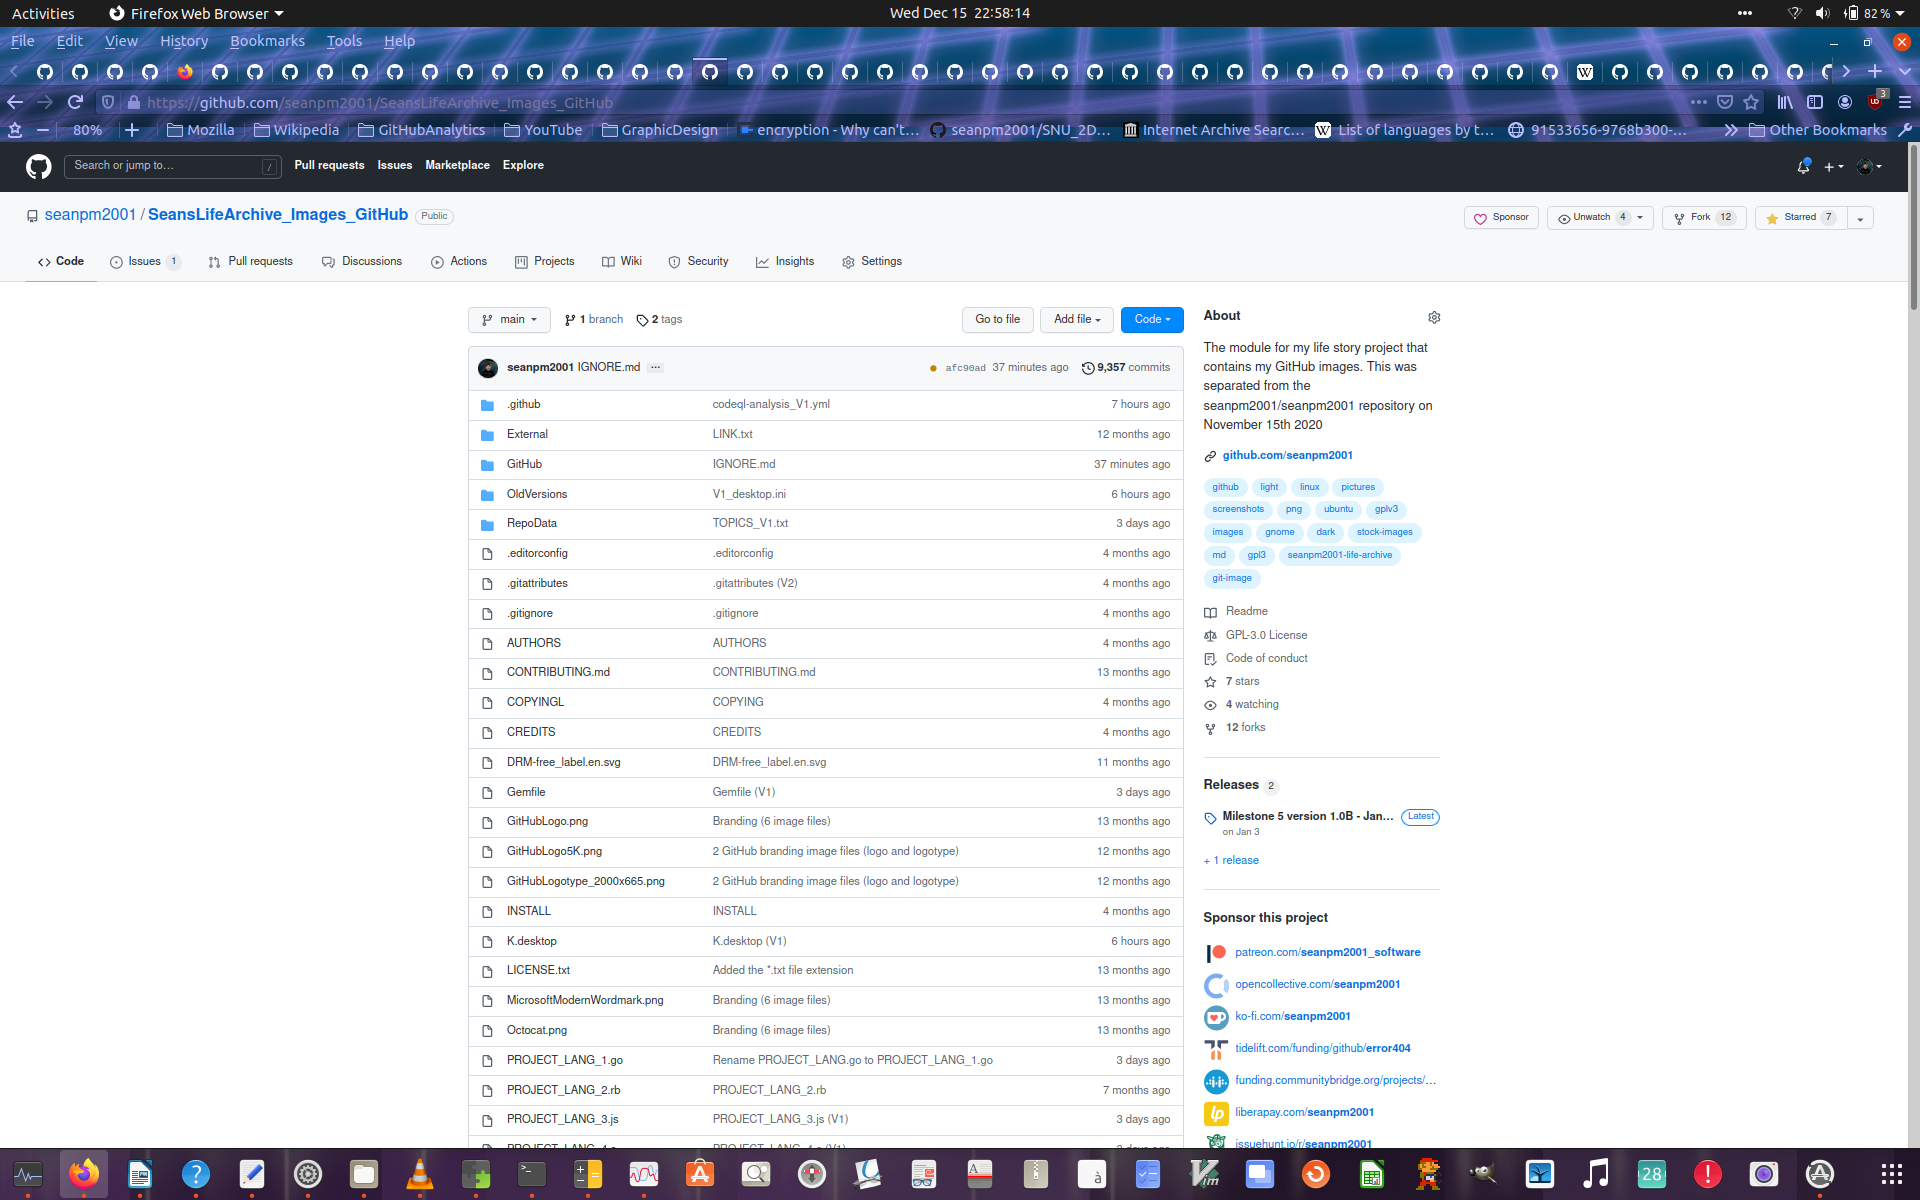 Activities
Firefox Web Browser
Wed Dec 15 22:58:14
82 %
File Edit View History Bookmarks Tools Help
https://github.com/seanpm2001/SeansLifeArchive_Images_GitHub
3
80%
Mozilla
Wikipedia
GitHubAnalytics
YouTube
GraphicDesign
encryption - Why can't...
seanpm2001/SNU_2D...
Internet Archive Searc...
List of languages by t...
91533656-9768b300-...
Other Bookmarks
Search or jump to...
/
Pull requests
Issues
Marketplace
Explore
seanpm2001 / SeansLifeArchive_Images_GitHub
Public
Sponsor
Unwatch 4
Fork 12
Starred 7
Code
Issues 1
Pull requests
Discussions
Actions
Projects
Wiki
Security
Insights
Settings
main
1 branch
2 tags
Go to file
Add file
Code
seanpm2001 IGNORE.md
afc90ad 37 minutes ago
9,357 commits
.github codeql-analysis_V1.yml 7 hours ago
External LINK.txt 12 months ago
GitHub IGNORE.md 37 minutes ago
OldVersions V1_desktop.ini 6 hours ago
RepoData TOPICS_V1.txt 3 days ago
.editorconfig .editorconfig 4 months ago
.gitattributes .gitattributes (V2) 4 months ago
.gitignore .gitignore 4 months ago
AUTHORS AUTHORS 4 months ago
CONTRIBUTING.md CONTRIBUTING.md 13 months ago
COPYINGL COPYING 4 months ago
CREDITS CREDITS 4 months ago
DRM-free_label.en.svg DRM-free_label.en.svg 11 months ago
Gemfile Gemfile (V1) 3 days ago
GitHubLogo.png Branding (6 image files) 13 months ago
GitHubLogo5K.png 2 GitHub branding image files (logo and logotype) 12 months ago
GitHubLogotype_2000x665.png 2 GitHub branding image files (logo and logotype) 12 months ago
INSTALL INSTALL 4 months ago
K.desktop K.desktop (V1) 6 hours ago
LICENSE.txt Added the *.txt file extension 13 months ago
MicrosoftModernWordmark.png Branding (6 image files) 13 months ago
Octocat.png Branding (6 image files) 13 months ago
PROJECT_LANG_1.go Rename PROJECT_LANG.go to PROJECT_LANG_1.go 3 days ago
PROJECT_LANG_2.rb PROJECT_LANG_2.rb 7 months ago
PROJECT_LANG_3.js PROJECT_LANG_3.js (V1) 3 days ago
About
The module for my life story project that
contains my GitHub images. This was
separated from the
seanpm2001/seanpm2001 repository on
November 15th 2020
github.com/seanpm2001
github light linux pictures
screenshots png ubuntu gplv3
images gnome dark stock-images
md gpl3 seanpm2001-life-archive
git-image
Readme
GPL-3.0 License
Code of conduct
7 stars
4 watching
12 forks
Releases 2
Milestone 5 version 1.0B - Jan... Latest
on Jan 3
+ 1 release
Sponsor this project
patreon.com/seanpm2001_software
opencollective.com/seanpm2001
ko-fi.com/seanpm2001
tidelift.com/funding/github/error404
funding.communitybridge.org/projects/...
liberapay.com/seanpm2001
issuehunt.io/r/seanpm2001
28